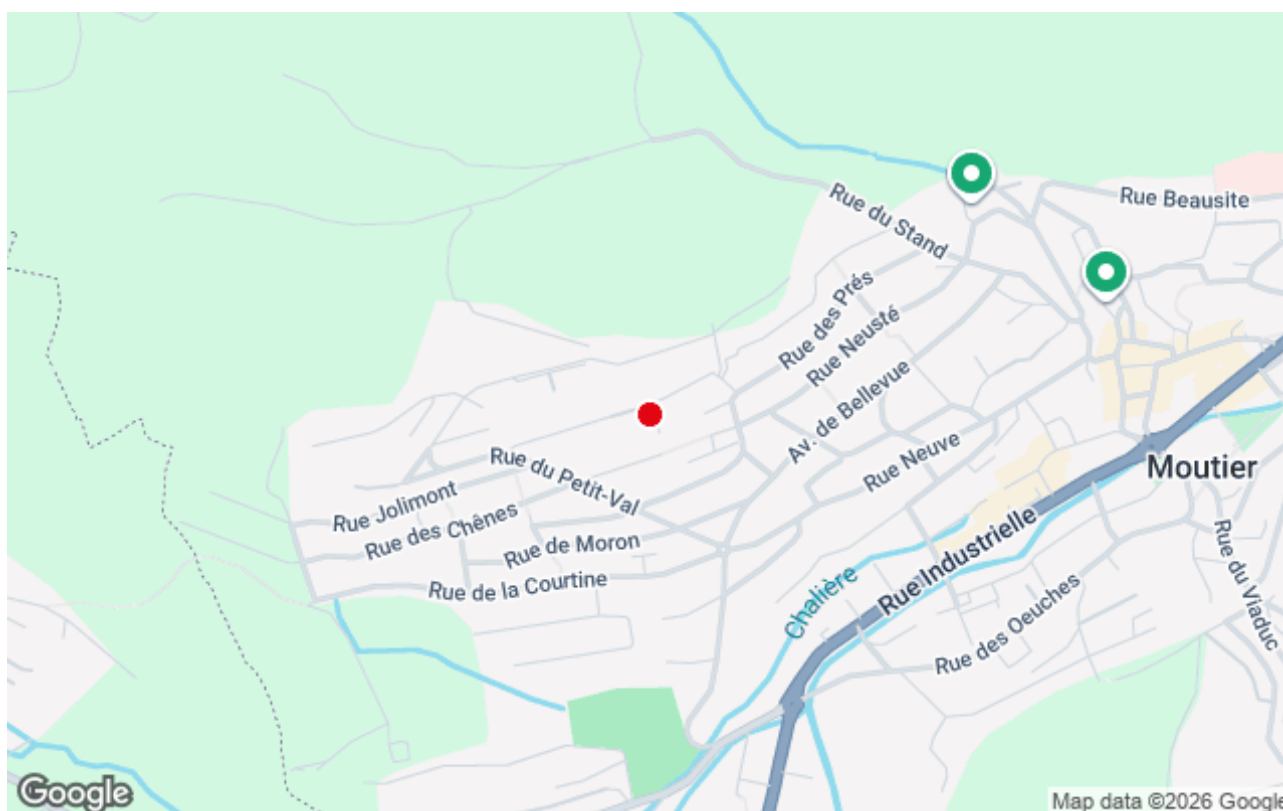 Rue Beausite
Rue du Stand
Rue des Prés
Rue Neusté
Av. de Bellevue
Rue Neuve
Moutier
Rue du Petit-Val
Rue Jolimont
Rue des Chênes
Rue de Moron
Rue de la Courtine
Chalière
Rue Industrielle
Rue des Oeuches
Rue du Viaduc
Google
Map data ©2026 Google